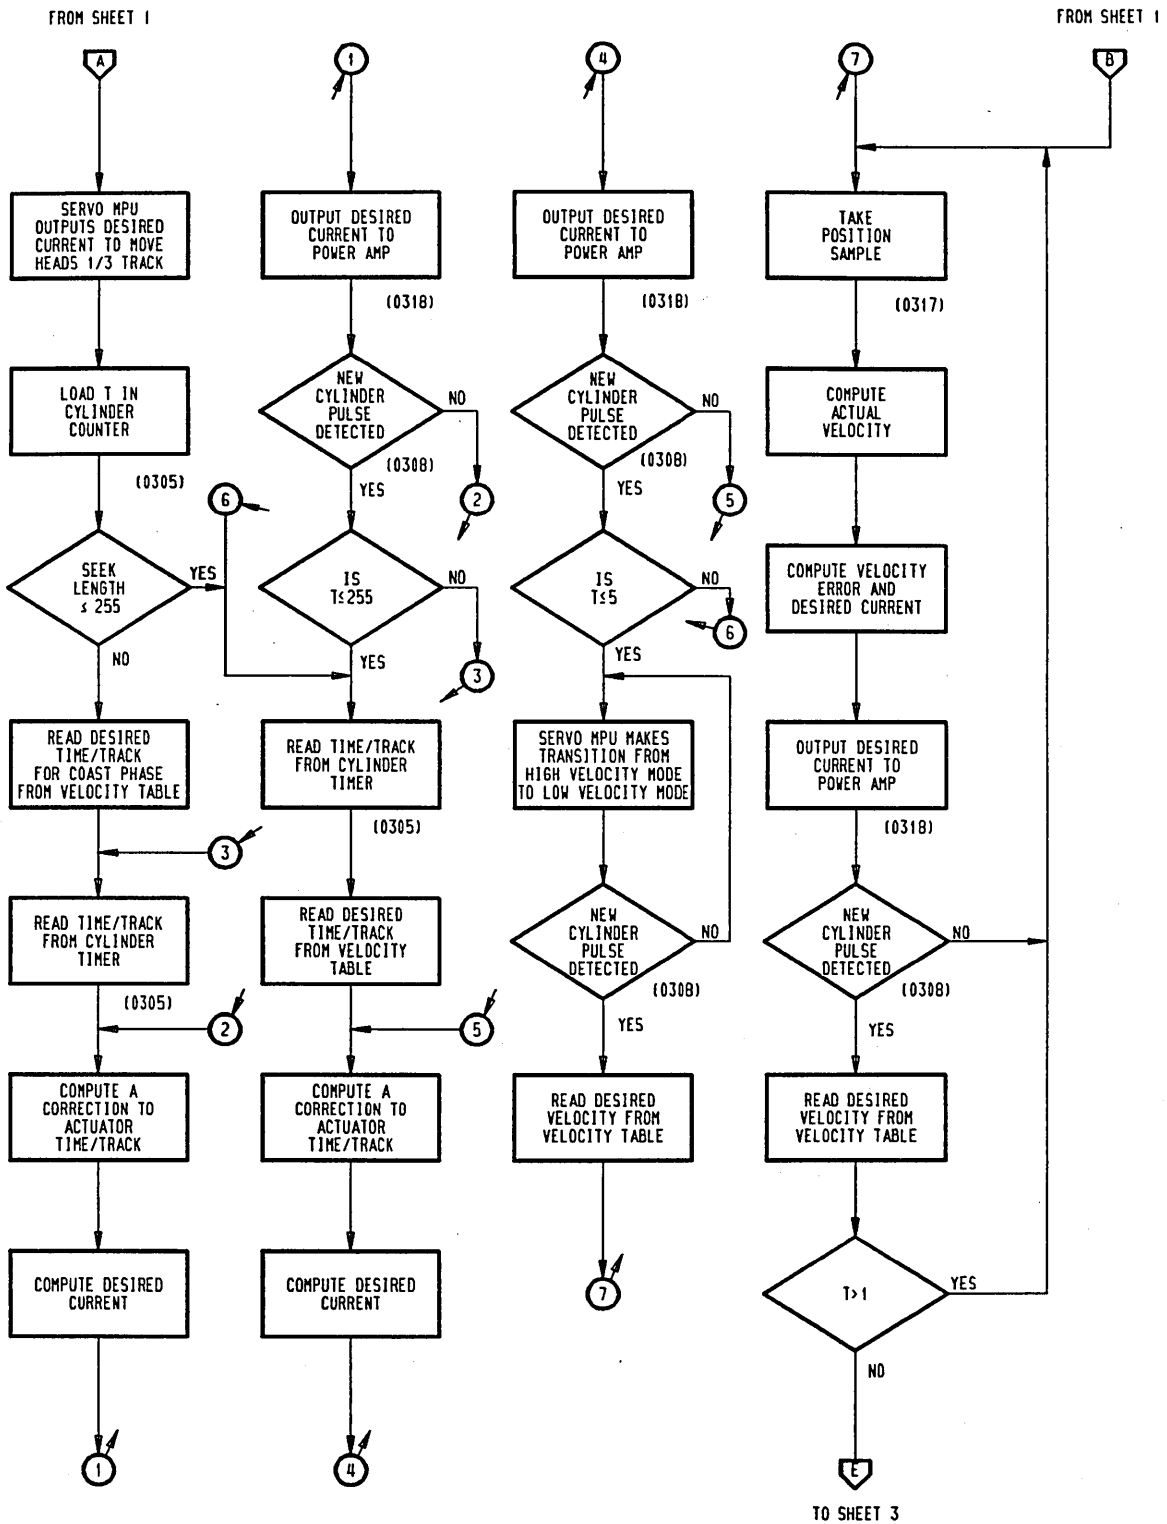 FROM SHEET 1
A
SERVO MPU
OUTPUTS DESIRED
CURRENT TO MOVE
HEADS 1/3 TRACK
LOAD T IN
CYLINDER
COUNTER
(0305)
SEEK
LENGTH
≤ 255
YES
NO
6
READ DESIRED
TIME/TRACK
FOR COAST PHASE
FROM VELOCITY TABLE
3
READ TIME/TRACK
FROM CYLINDER
TIMER
(0305)
2
COMPUTE A
CORRECTION TO
ACTUATOR
TIME/TRACK
COMPUTE DESIRED
CURRENT
1
1
OUTPUT DESIRED
CURRENT TO
POWER AMP
(0318)
NEW
CYLINDER
PULSE
DETECTED
NO
(0308)
YES
2
IS
T≤255
NO
YES
3
READ TIME/TRACK
FROM CYLINDER
TIMER
(0305)
READ DESIRED
TIME/TRACK
FROM VELOCITY
TABLE
5
COMPUTE A
CORRECTION TO
ACTUATOR
TIME/TRACK
COMPUTE DESIRED
CURRENT
4
4
OUTPUT DESIRED
CURRENT TO
POWER AMP
(0318)
NEW
CYLINDER
PULSE
DETECTED
NO
(0308)
YES
5
IS
T≤5
NO
6
YES
SERVO MPU MAKES
TRANSITION FROM
HIGH VELOCITY MODE
TO LOW VELOCITY MODE
NEW
CYLINDER
PULSE
DETECTED
NO
(0308)
YES
READ DESIRED
VELOCITY FROM
VELOCITY TABLE
7
FROM SHEET 1
7
B
TAKE
POSITION
SAMPLE
(0317)
COMPUTE
ACTUAL
VELOCITY
COMPUTE VELOCITY
ERROR AND
DESIRED CURRENT
OUTPUT DESIRED
CURRENT TO
POWER AMP
(0318)
NEW
CYLINDER
PULSE
DETECTED
NO
(0308)
YES
READ DESIRED
VELOCITY FROM
VELOCITY TABLE
T>1
YES
NO
E
TO SHEET 3